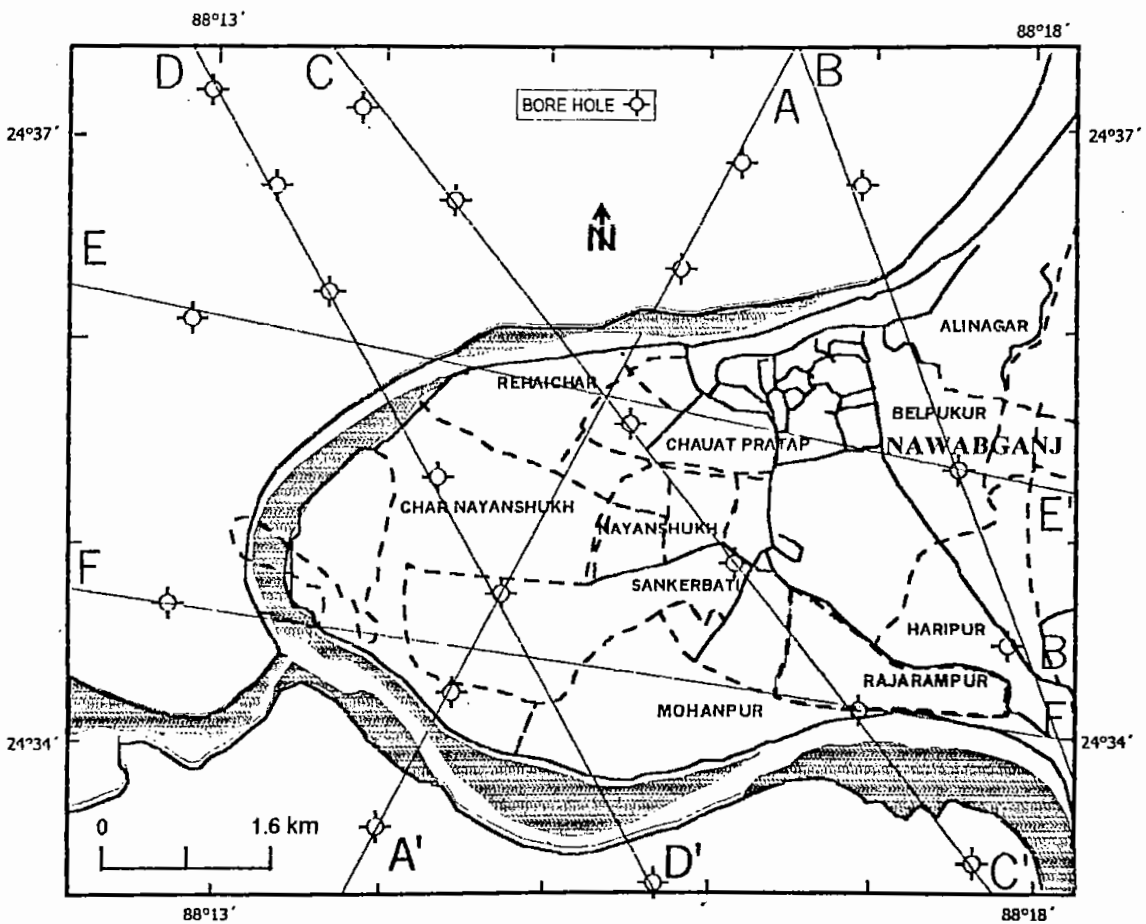 88°13′
88°18′
D
C
B
A
BORE HOLE
24°37′
24°37′
N
E
ALINAGAR
REHAICHAR
BELPUKUR
CHAUAT PRATAP
NAWABGANJ
CHAR NAYANSHUKH
NAYANSHUKH
E'
F
SANKERBATI
HARIPUR
B
RAJARAMPUR
MOHANPUR
F
24°34′
24°34′
0 1.6 km
A'
D'
C'
88°13′
88°18′